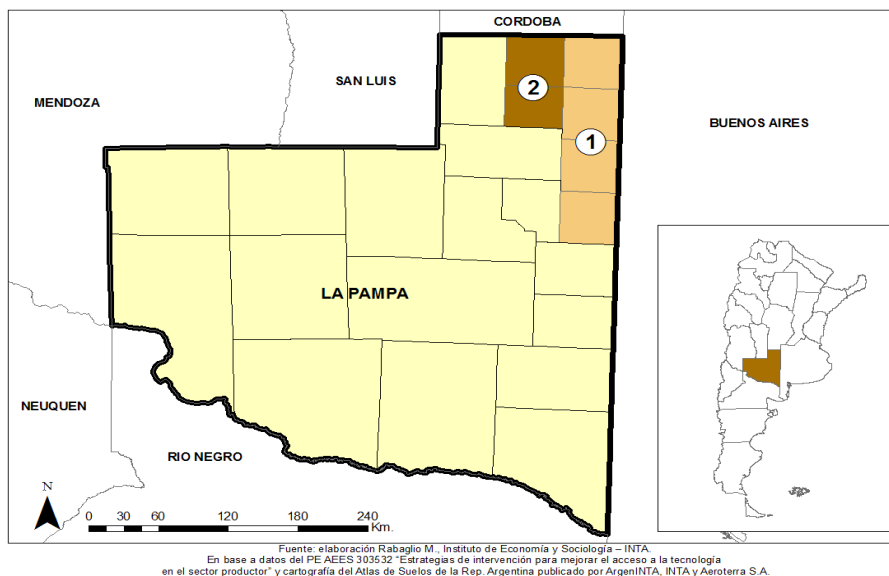 CORDOBA
SAN LUIS
MENDOZA
2
BUENOS AIRES
1
LA PAMPA
NEUQUEN
RIO NEGRO
N
0 30 60 120 180 240
Km.
Fuente: elaboración Rabaglio M., Instituto de Economía y Sociología – INTA.
En base a datos del PE AEES 303532 "Estrategias de intervención para mejorar el acceso a la tecnología
en el sector productor" y cartografía del Atlas de Suelos de la Rep. Argentina publicado por ArgenINTA, INTA y Aeroterra S.A.